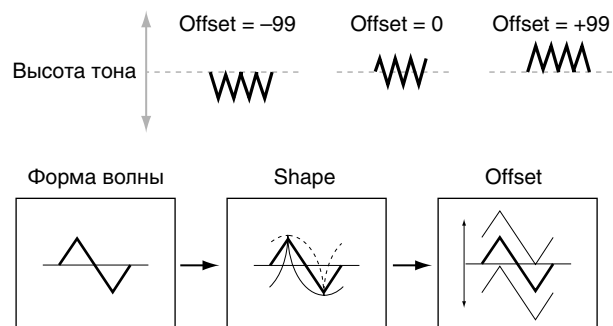 Offset = –99 Offset = 0 Offset = +99
Высота тона
Форма волны Shape Offset